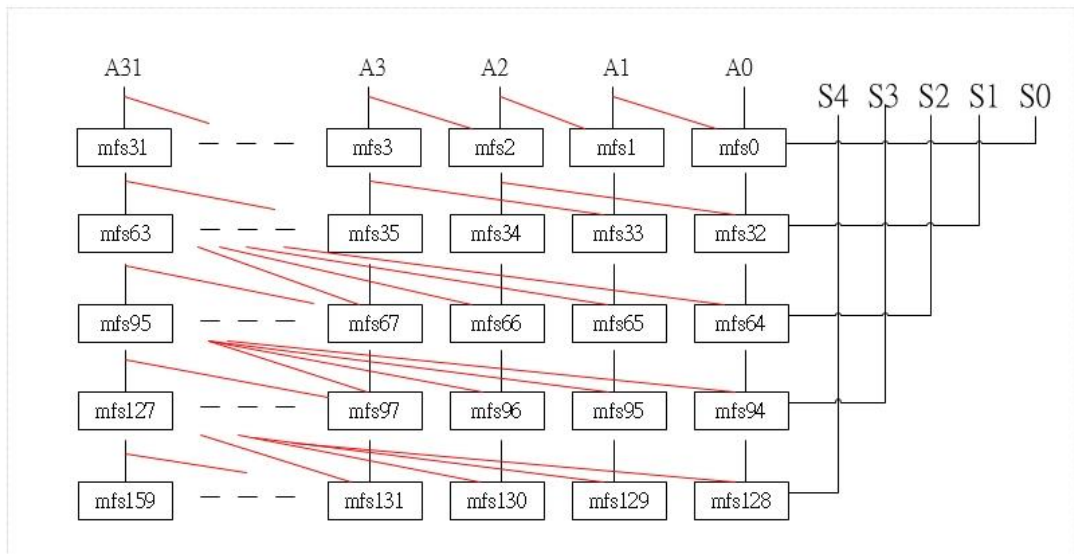 A31 A3 A2 A1 A0
S4 S3 S2 S1 S0
mfs31 mfs3 mfs2 mfs1 mfs0
mfs63 mfs35 mfs34 mfs33 mfs32
mfs95 mfs67 mfs66 mfs65 mfs64
mfs127 mfs97 mfs96 mfs95 mfs94
mfs159 mfs131 mfs130 mfs129 mfs128